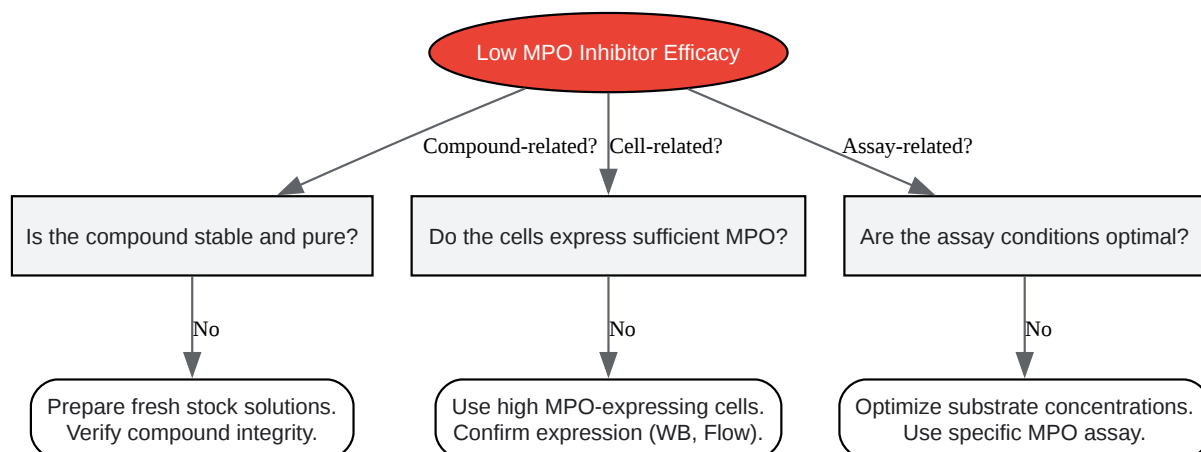 Low MPO Inhibitor Efficacy
Compound-related?
Cell-related?
Assay-related?
Is the compound stable and pure?
Do the cells express sufficient MPO?
Are the assay conditions optimal?
No
No
No
Prepare fresh stock solutions.
Verify compound integrity.
Use high MPO-expressing cells.
Confirm expression (WB, Flow).
Optimize substrate concentrations.
Use specific MPO assay.